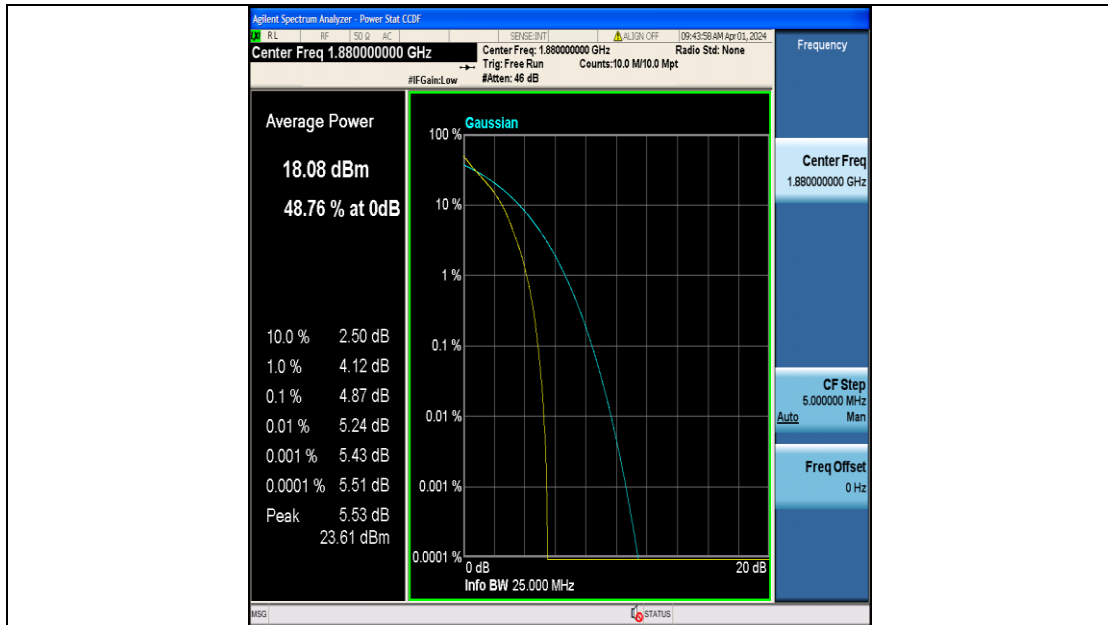 Agilent Spectrum Analyzer - Power Stat CCDF
RL RF 50 Ω AC SENSE:INT ALIGN OFF 09:43:58 AM Apr 01, 2024
Center Freq 1.880000000 GHz
Center Freq: 1.880000000 GHz Radio Std: None
Trig: Free Run Counts:10.0 M/10.0 Mpt
#IFGain:Low #Atten: 46 dB
Frequency
Average Power
18.08 dBm
48.76 % at 0dB
10.0 % 2.50 dB
1.0 % 4.12 dB
0.1 % 4.87 dB
0.01 % 5.24 dB
0.001 % 5.43 dB
0.0001 % 5.51 dB
Peak 5.53 dB
23.61 dBm
Gaussian
100 %
10 %
1 %
0.1 %
0.01 %
0.001 %
0.0001 %
0 dB 20 dB
Info BW 25.000 MHz
Center Freq
1.880000000 GHz
CF Step
5.000000 MHz
Auto Man
Freq Offset
0 Hz
MSG STATUS